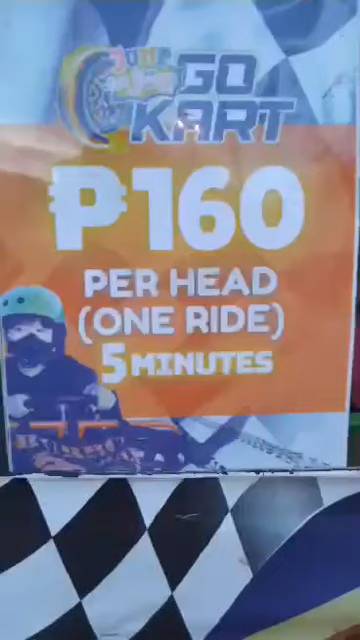 GO
KART
₱160
PER HEAD
(ONE RIDE)
5 MINUTES